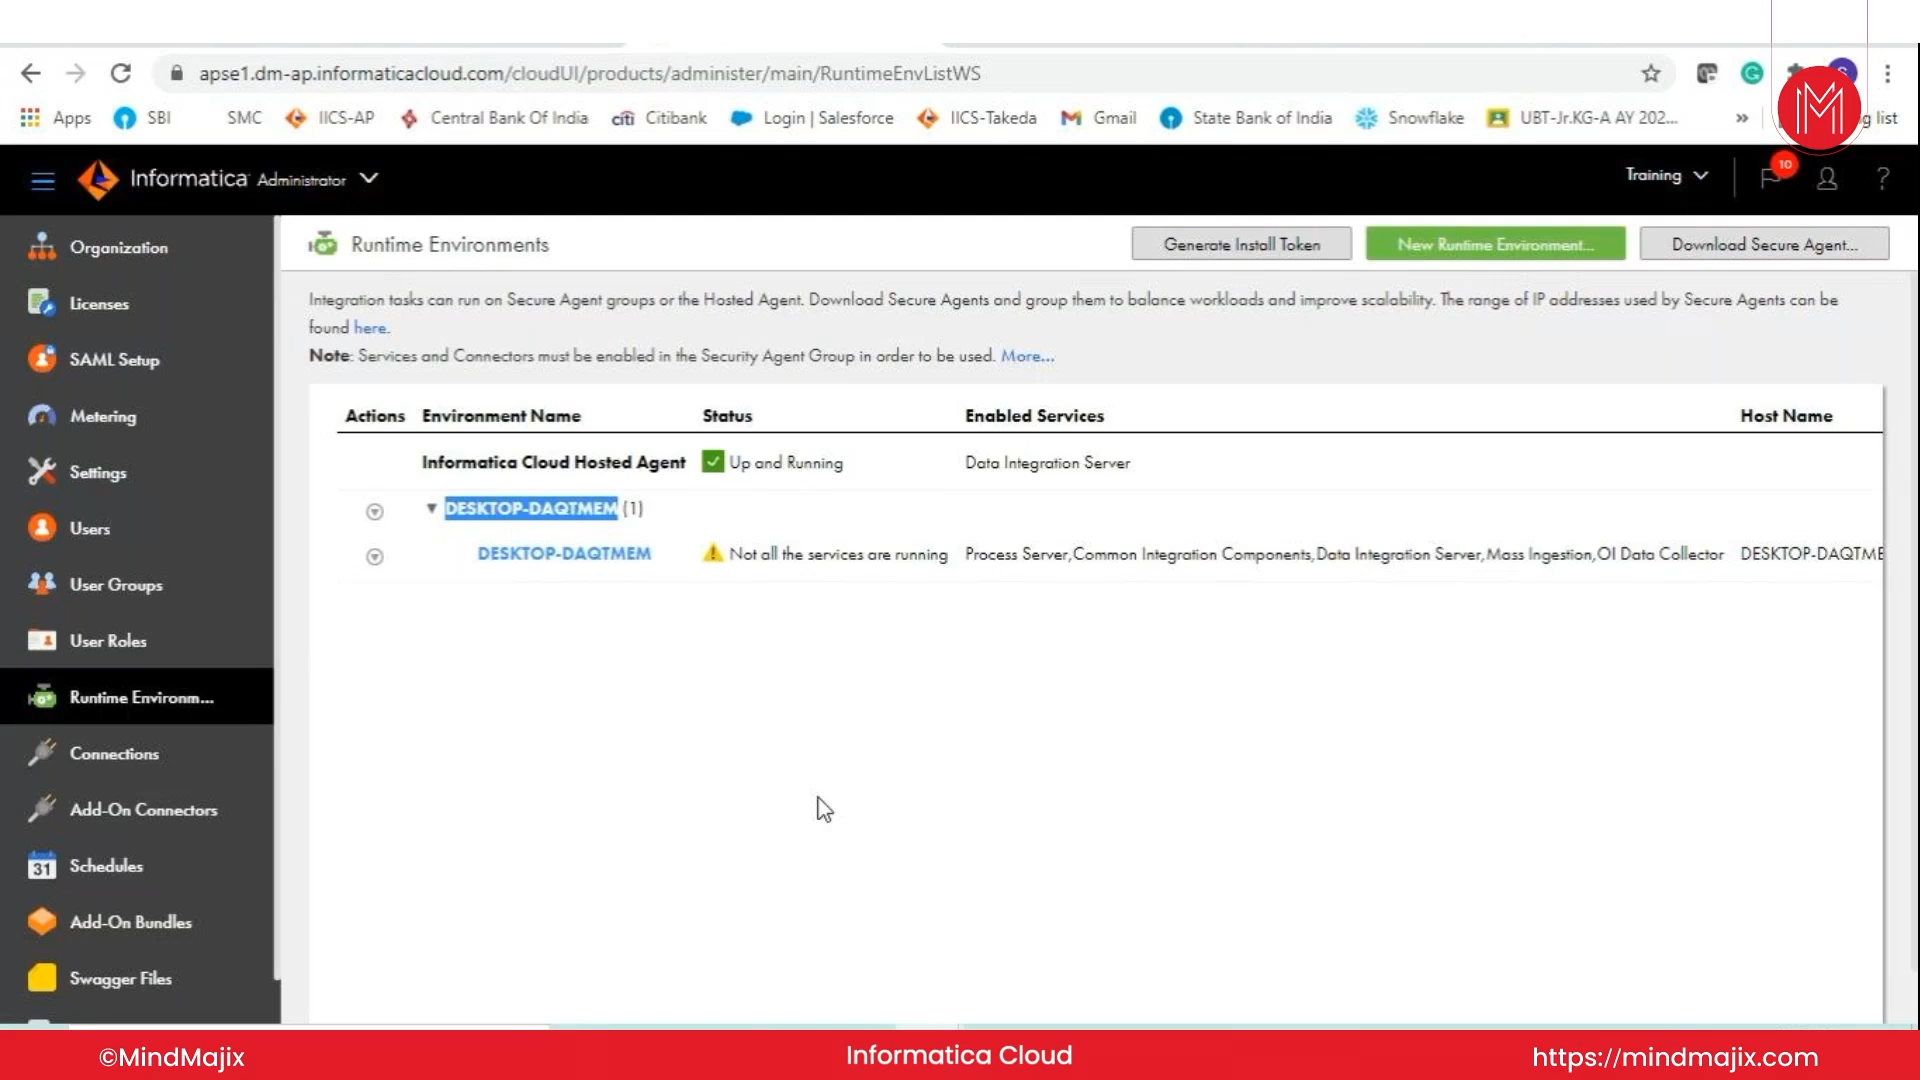 apse1.dm-ap.informaticacloud.com/cloudUI/products/administer/main/RuntimeEnvListWS
Apps SBI SMC IICS-AP Central Bank Of India citi Citibank Login | Salesforce IICS-Takeda Gmail State Bank of India Snowflake UBT-Jr.KG-A AY 202... » g list
Informatica Administrator Training 10 ?
Organization
Licenses
SAML Setup
Metering
Settings
Users
User Groups
User Roles
Runtime Environm...
Connections
Add-On Connectors
31 Schedules
Add-On Bundles
Swagger Files
Runtime Environments Generate Install Token New Runtime Environment... Download Secure Agent...
Integration tasks can run on Secure Agent groups or the Hosted Agent. Download Secure Agents and group them to balance workloads and improve scalability. The range of IP addresses used by Secure Agents can be
found here.
Note: Services and Connectors must be enabled in the Security Agent Group in order to be used. More...
Actions Environment Name Status Enabled Services Host Name
Informatica Cloud Hosted Agent Up and Running Data Integration Server
DESKTOP-DAQTMEM (1)
DESKTOP-DAQTMEM Not all the services are running Process Server,Common Integration Components,Data Integration Server,Mass Ingestion,OI Data Collector DESKTOP-DAQTME
©MindMajix Informatica Cloud https://mindmajix.com